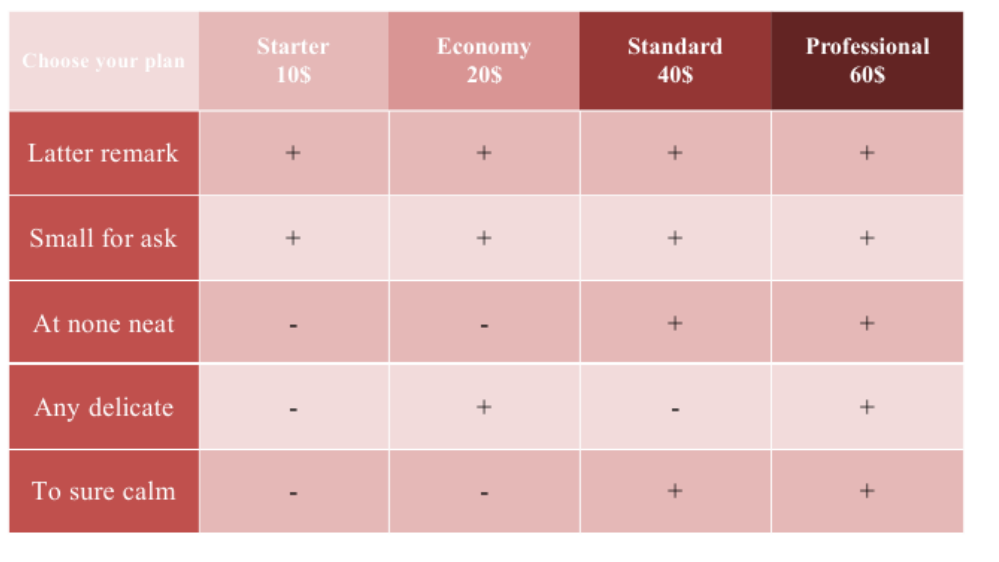 Choose your plan Starter 10$ Economy 20$ Standard 40$ Professional 60$
Latter remark + + + +
Small for ask + + + +
At none neat - - + +
Any delicate - + - +
To sure calm - - + +